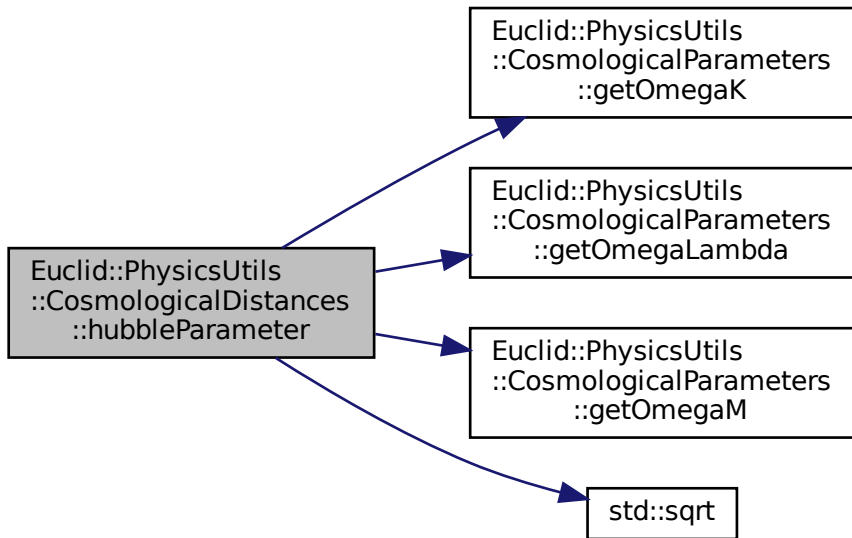 Euclid::PhysicsUtils
::CosmologicalParameters
::getOmegaK
Euclid::PhysicsUtils
::CosmologicalParameters
::getOmegaLambda
Euclid::PhysicsUtils
::CosmologicalDistances
::hubbleParameter
Euclid::PhysicsUtils
::CosmologicalParameters
::getOmegaM
std::sqrt